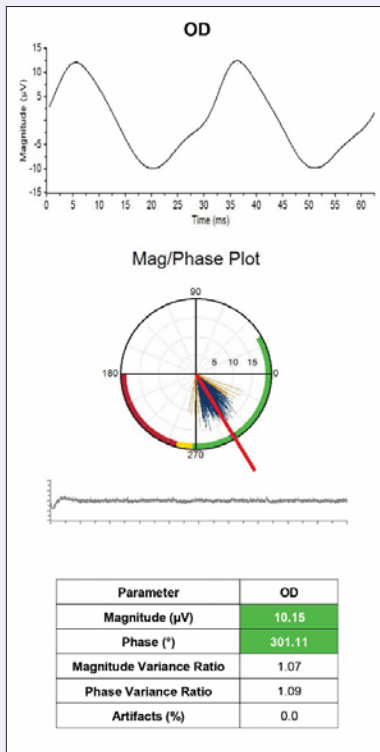 OD
Magnitude (µV)
15
10
5
-5
-10
-15
0 5 10 15 20 25 30 35 40 45 50 55 60
Time (ms)
Mag/Phase Plot
90
5 10 15
180
0
270
Parameter OD
Magnitude (µV) 10.15
Phase (°) 301.11
Magnitude Variance Ratio 1.07
Phase Variance Ratio 1.09
Artifacts (%) 0.0